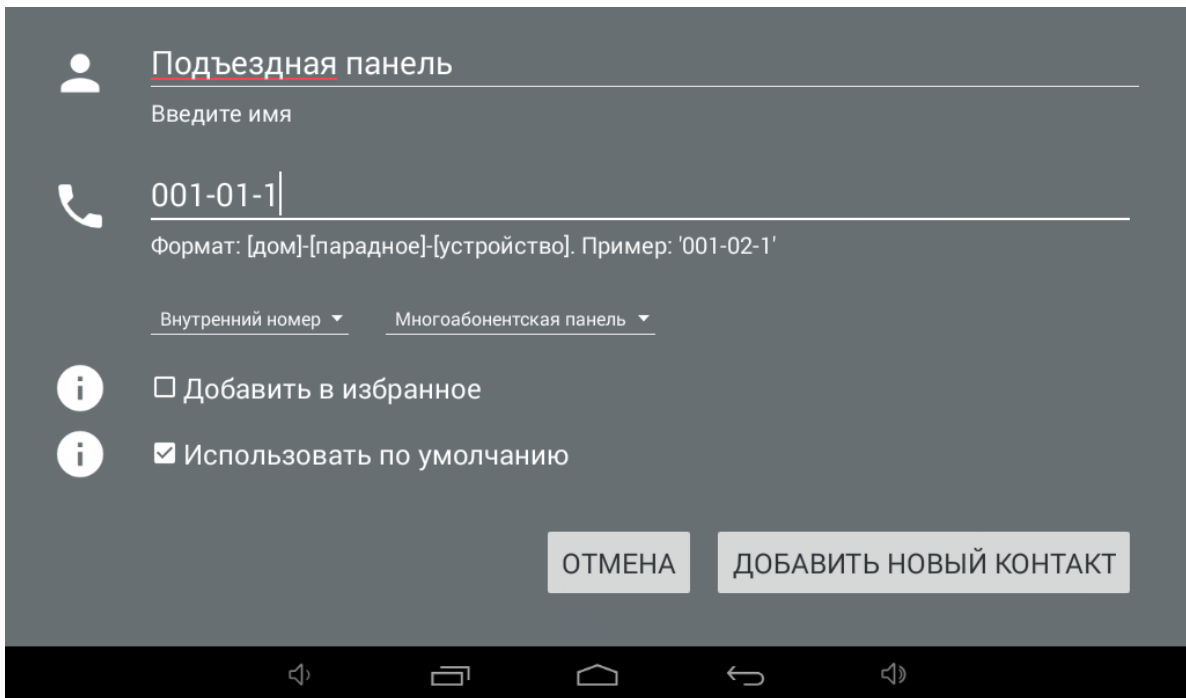 Подъездная панель
Введите имя
001-01-1
Формат: [дом]-[парадное]-[устройство]. Пример: '001-02-1'
Внутренний номер Многоабонентская панель
Добавить в избранное
Использовать по умолчанию
ОТМЕНА ДОБАВИТЬ НОВЫЙ КОНТАКТ